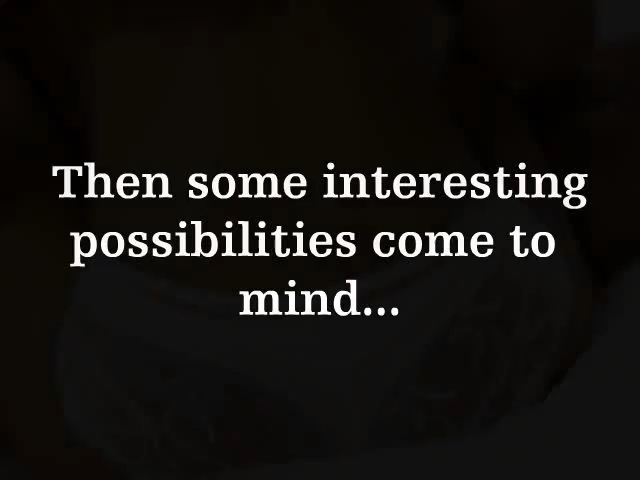 Then some interesting
possibilities come to
mind...